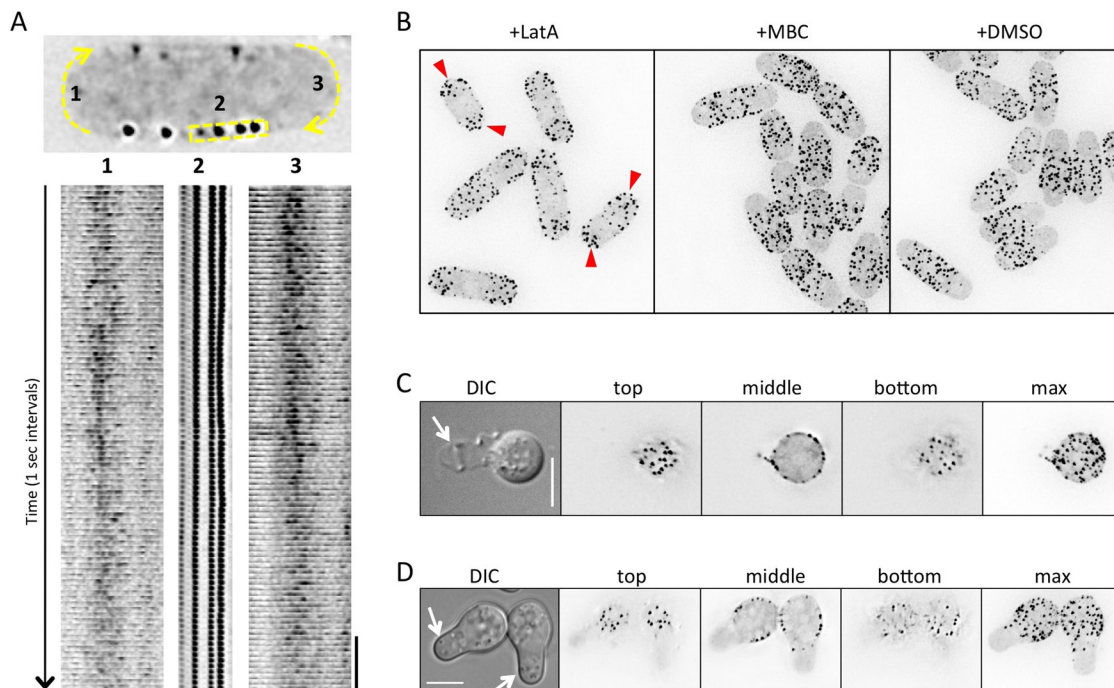 A
1
2
3
1 2 3
Time (1 sec intervals)
B
+LatA +MBC +DMSO
C
DIC top middle bottom max
D
DIC top middle bottom max